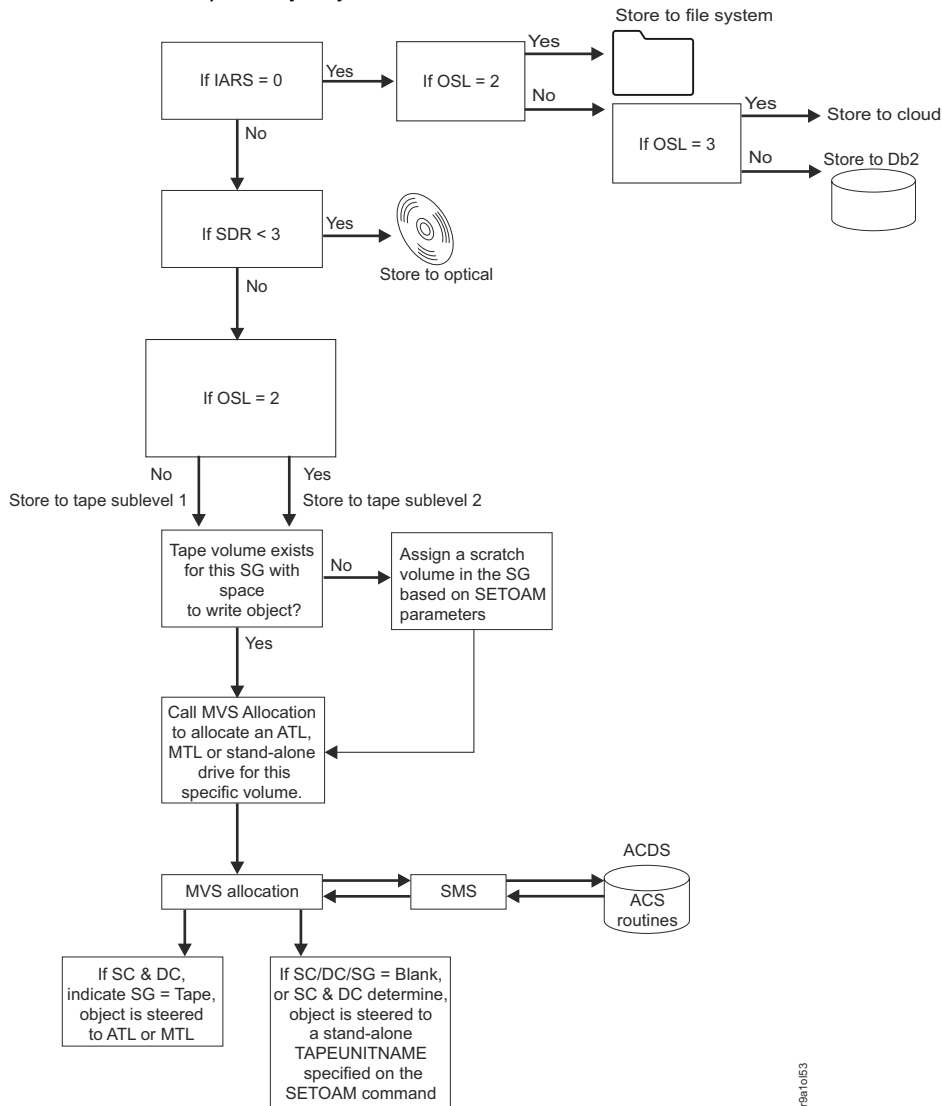 Store to file system
If IARS = 0
Yes
If OSL = 2
Yes
No
If OSL = 3
Yes
Store to cloud
No
Store to Db2
No
If SDR < 3
Yes
Store to optical
No
If OSL = 2
No
Yes
Store to tape sublevel 1
Store to tape sublevel 2
Tape volume exists
for this SG with
space
to write object?
No
Assign a scratch
volume in the SG
based on SETOAM
parameters
Yes
Call MVS Allocation
to allocate an ATL,
MTL or stand-alone
drive for this
specific volume.
MVS allocation
SMS
ACDS
ACS
routines
If SC & DC,
indicate SG = Tape,
object is steered
to ATL or MTL
If SC/DC/SG = Blank,
or SC & DC determine,
object is steered to
a stand-alone
TAPEUNITNAME
specified on the
SETOAM command
r9a1ol53